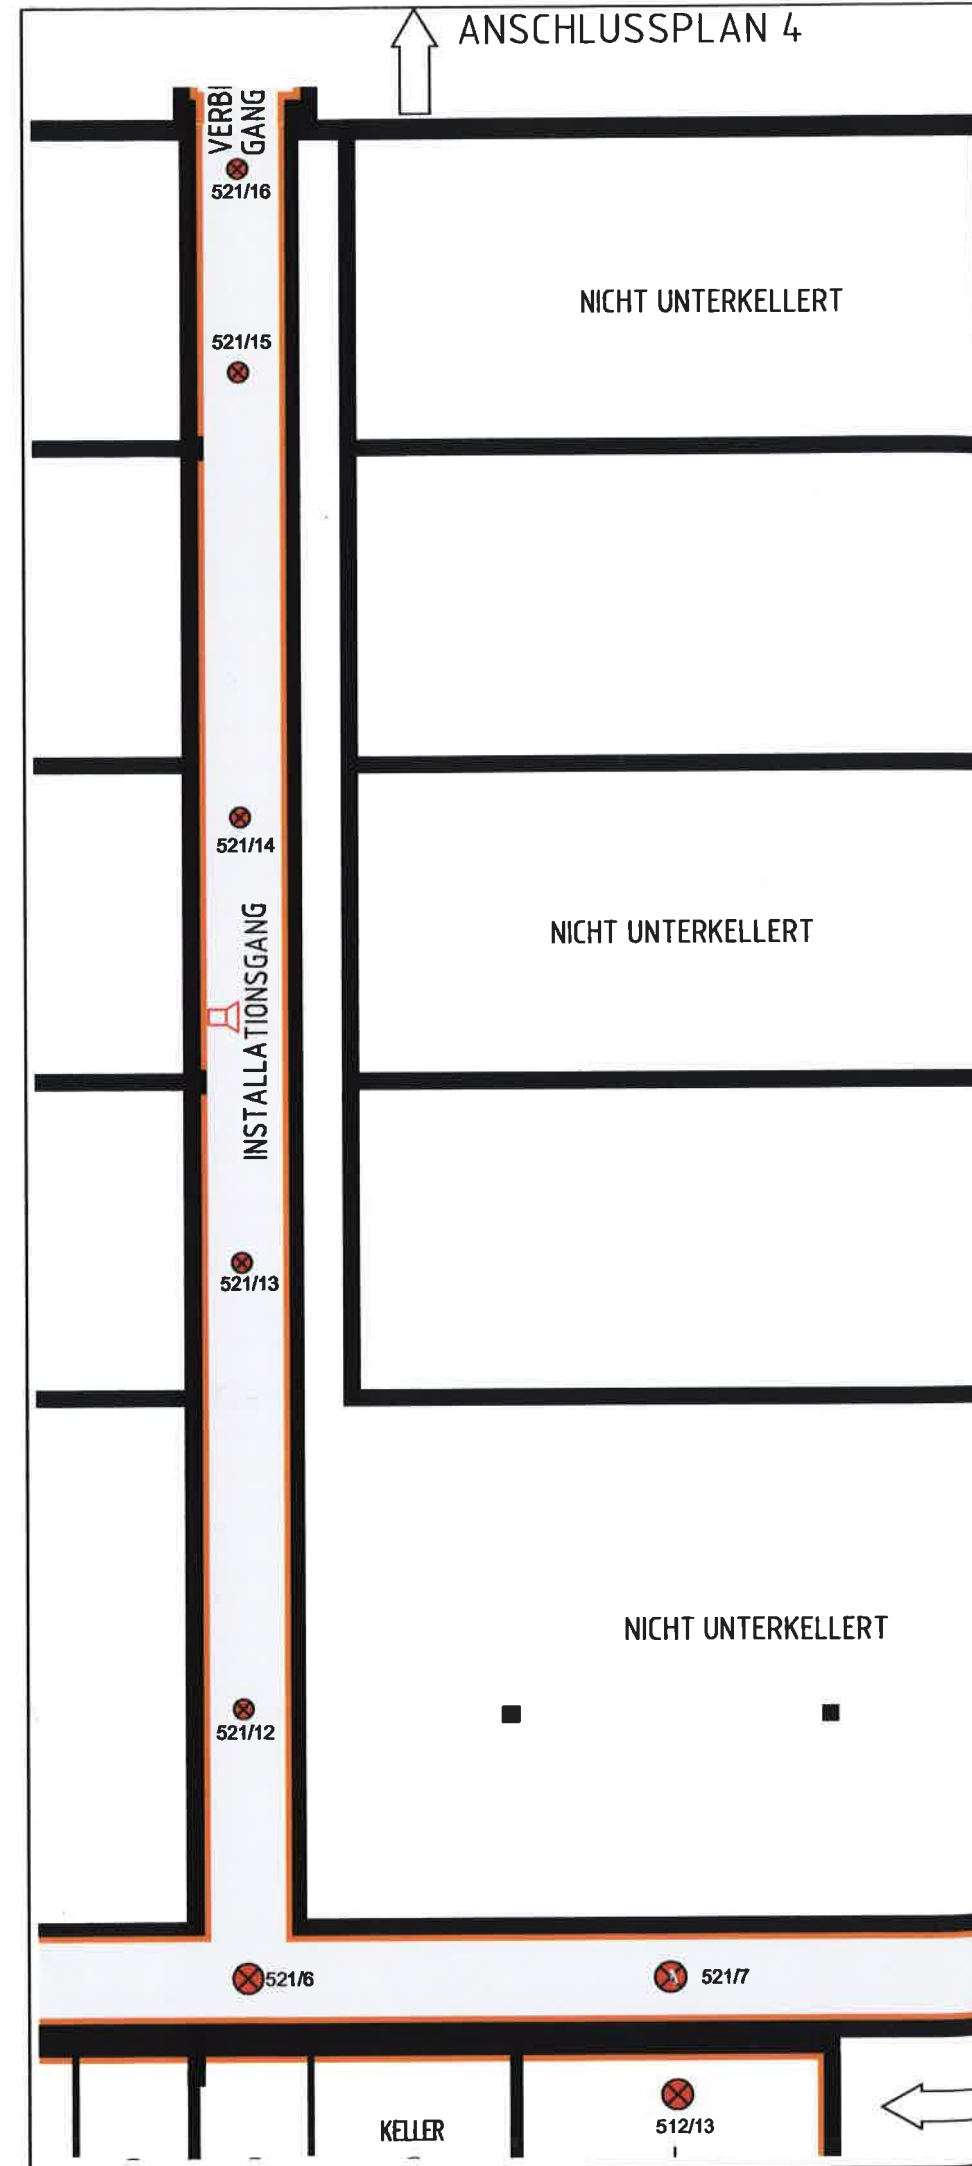 ANSCHLUSSPLAN 4
VERBI
GANG
521/16
NICHT UNTERKELLERT
521/15
521/14
NICHT UNTERKELLERT
INSTALLATIONSGANG
521/13
NICHT UNTERKELLERT
521/12
521/6
521/7
KELLER
512/13